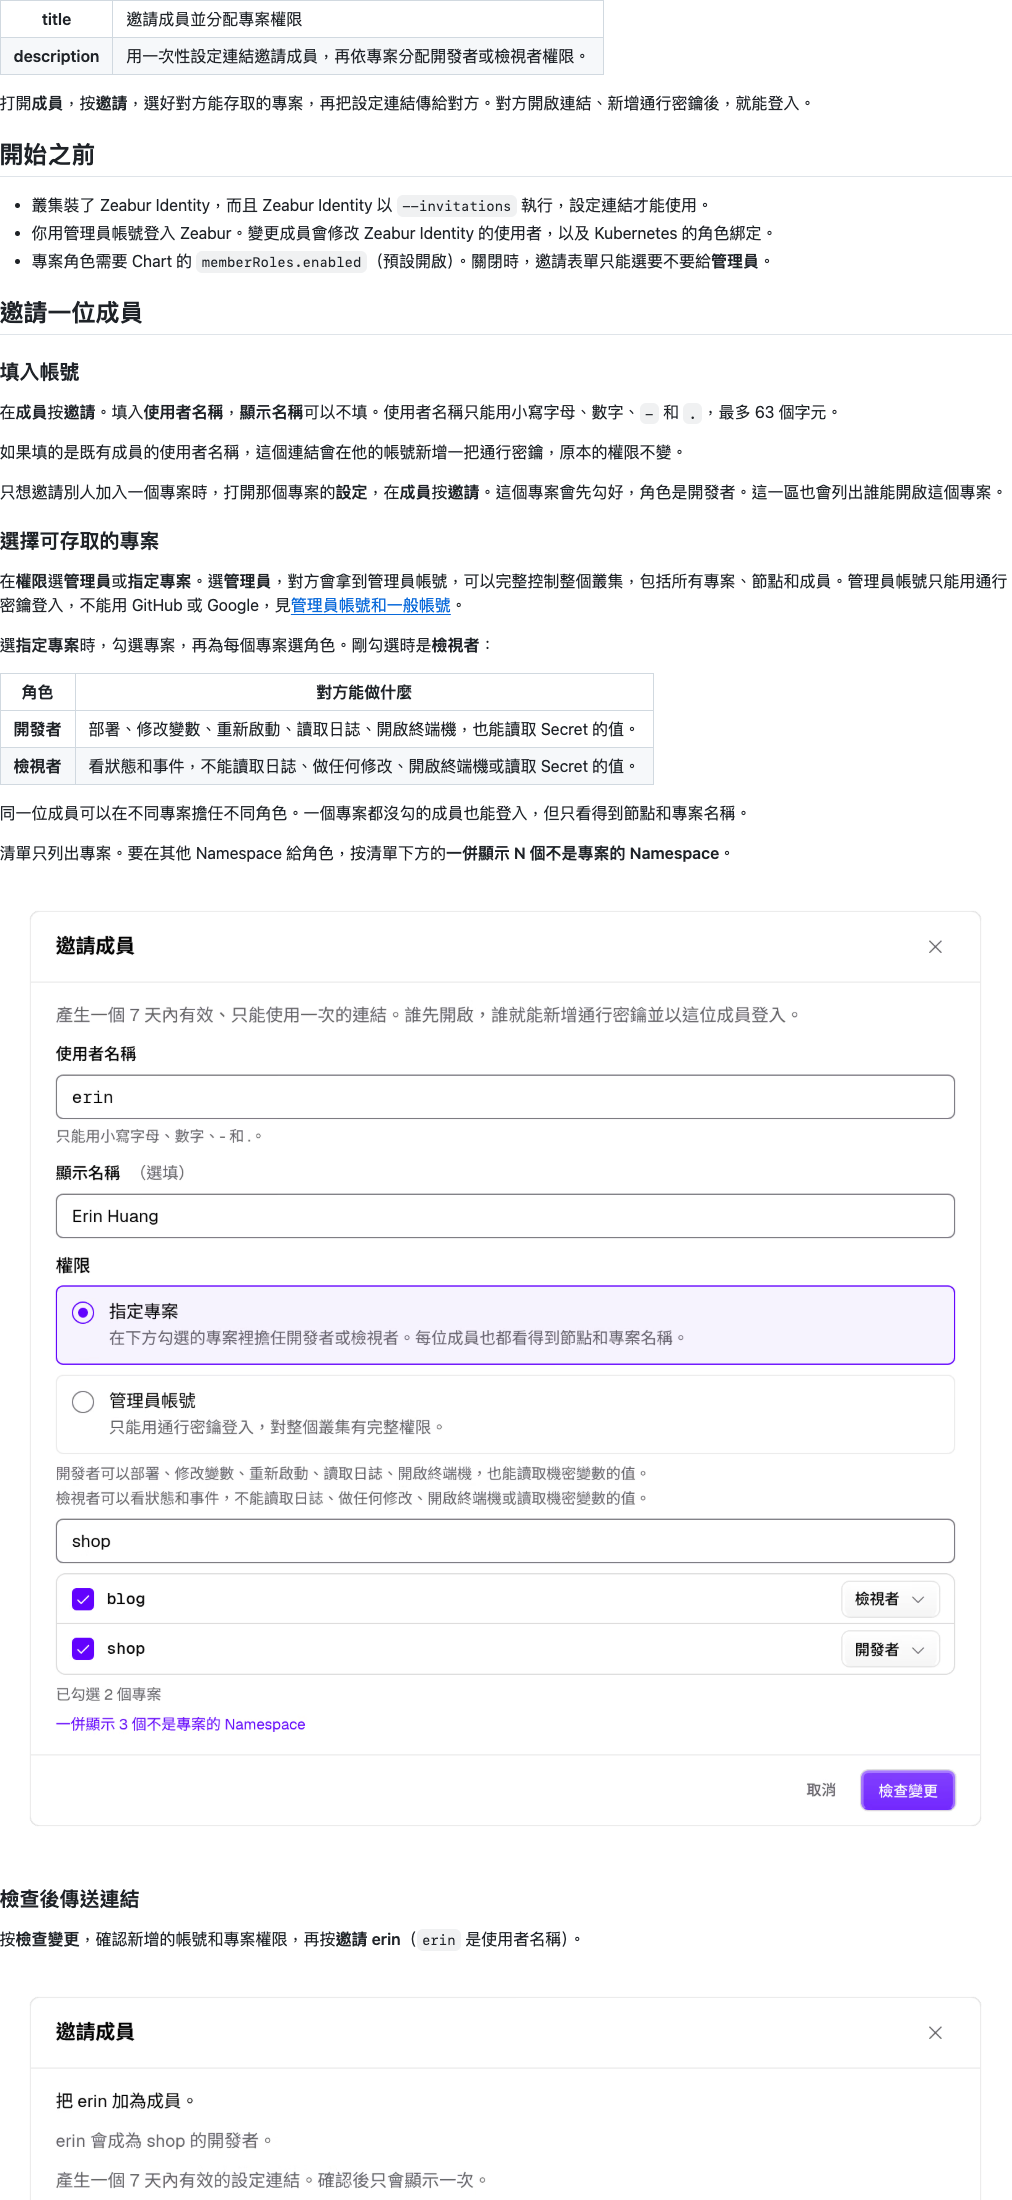 title 邀請成員並分配專案權限
description 用一次性設定連結邀請成員，再依專案分配開發者或檢視者權限。
打開成員，按邀請，選好對方能存取的專案，再把設定連結傳給對方。對方開啟連結、新增通行密鑰後，就能登入。
開始之前
• 叢集裝了 Zeabur Identity，而且 Zeabur Identity 以 --invitations 執行，設定連結才能使用。
• 你用管理員帳號登入 Zeabur。變更成員會修改 Zeabur Identity 的使用者，以及 Kubernetes 的角色綁定。
• 專案角色需要 Chart 的 memberRoles.enabled（預設開啟）。關閉時，邀請表單只能選要不要給管理員。
邀請一位成員
填入帳號
在成員按邀請。填入使用者名稱，顯示名稱可以不填。使用者名稱只能用小寫字母、數字、- 和 .，最多 63 個字元。
如果填的是既有成員的使用者名稱，這個連結會在他的帳號新增一把通行密鑰，原本的權限不變。
只想邀請別人加入一個專案時，打開那個專案的設定，在成員按邀請。這個專案會先勾好，角色是開發者。這一區也會列出誰能開啟這個專案。
選擇可存取的專案
在權限選管理員或指定專案。選管理員，對方會拿到管理員帳號，可以完整控制整個叢集，包括所有專案、節點和成員。管理員帳號只能用通行
密鑰登入，不能用 GitHub 或 Google，見管理員帳號和一般帳號。
選指定專案時，勾選專案，再為每個專案選角色。剛勾選時是檢視者：
角色 對方能做什麼
開發者 部署、修改變數、重新啟動、讀取日誌、開啟終端機，也能讀取 Secret 的值。
檢視者 看狀態和事件，不能讀取日誌、做任何修改、開啟終端機或讀取 Secret 的值。
同一位成員可以在不同專案擔任不同角色。一個專案都沒勾的成員也能登入，但只看得到節點和專案名稱。
清單只列出專案。要在其他 Namespace 給角色，按清單下方的一併顯示 N 個不是專案的 Namespace。
邀請成員
產生一個 7 天內有效、只能使用一次的連結。誰先開啟，誰就能新增通行密鑰並以這位成員登入。
使用者名稱
erin
只能用小寫字母、數字、- 和 .。
顯示名稱 （選填）
Erin Huang
權限
指定專案
在下方勾選的專案裡擔任開發者或檢視者。每位成員也都看得到節點和專案名稱。
管理員帳號
只能用通行密鑰登入，對整個叢集有完整權限。
開發者可以部署、修改變數、重新啟動、讀取日誌、開啟終端機，也能讀取機密變數的值。
檢視者可以看狀態和事件，不能讀取日誌、做任何修改、開啟終端機或讀取機密變數的值。
shop
blog 檢視者
shop 開發者
已勾選 2 個專案
一併顯示 3 個不是專案的 Namespace
取消 檢查變更
檢查後傳送連結
按檢查變更，確認新增的帳號和專案權限，再按邀請 erin（erin 是使用者名稱）。
邀請成員
把 erin 加為成員。
erin 會成為 shop 的開發者。
產生一個 7 天內有效的設定連結。確認後只會顯示一次。